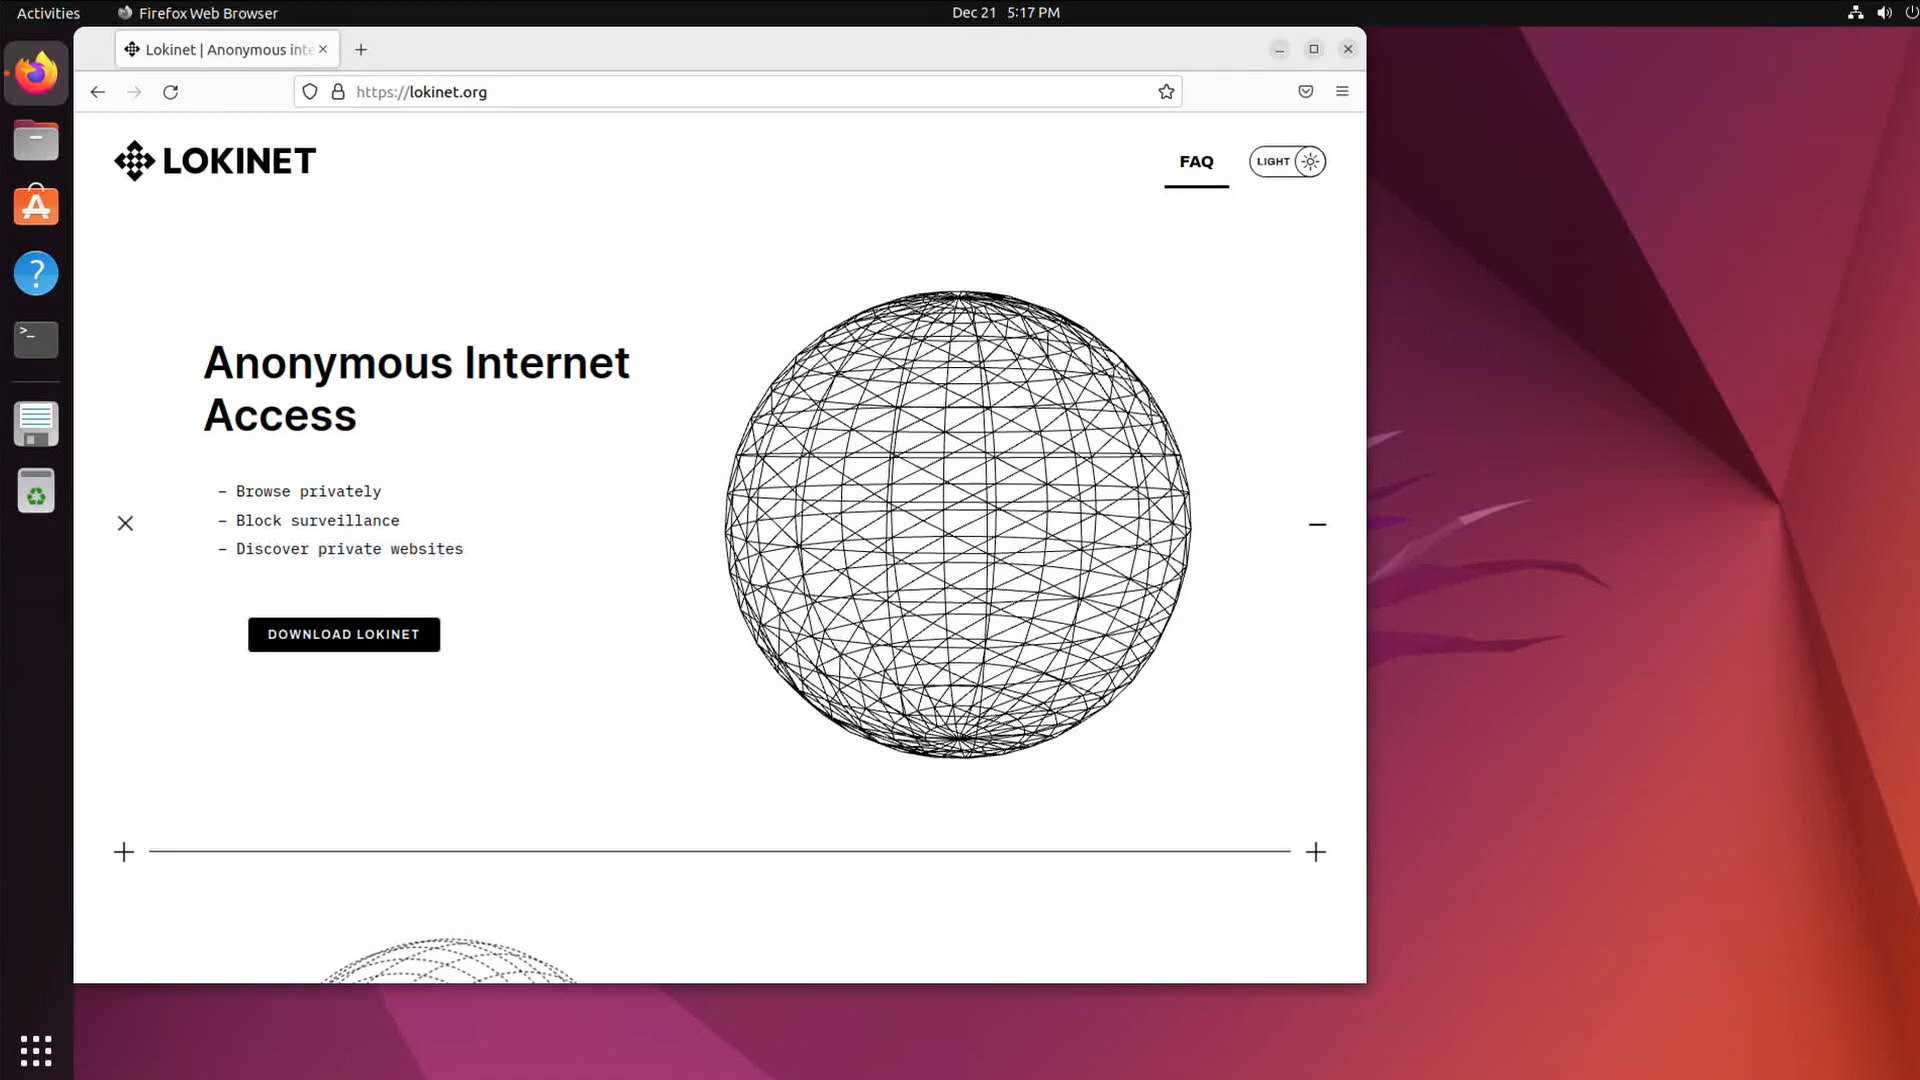 Activities
Firefox Web Browser
Dec 21 5:17 PM
Lokinet | Anonymous inte
https://lokinet.org
LOKINET
FAQ
LIGHT
Anonymous Internet
Access
– Browse privately
– Block surveillance
– Discover private websites
DOWNLOAD LOKINET